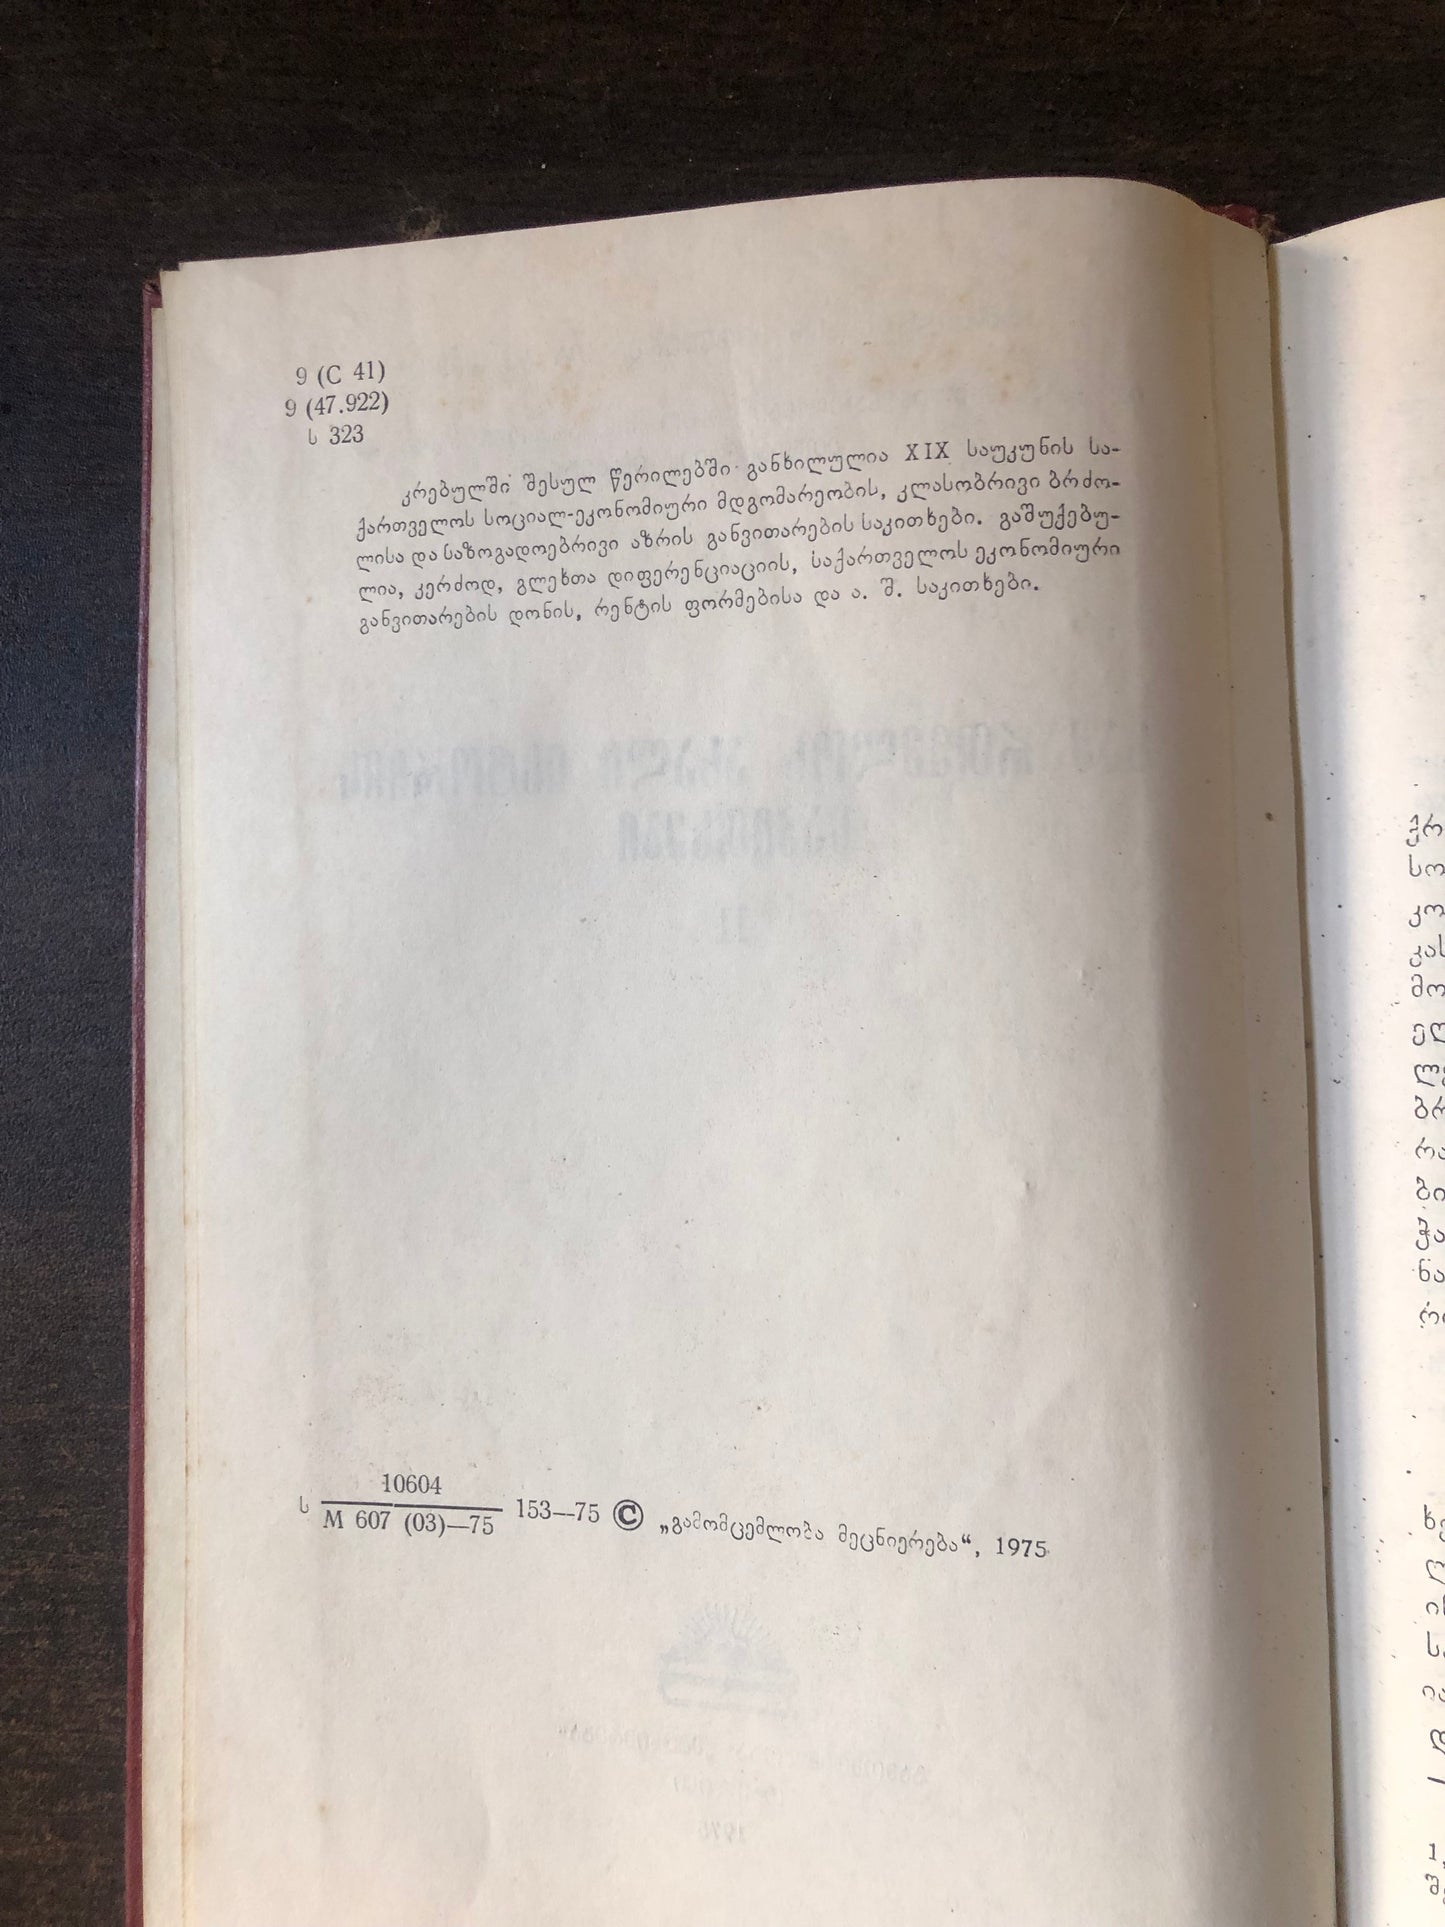 9 (C 41)
9 (47.922)
ს 323
კრებულში შესულ წერილებში განხილულია XIX საუკუნის სა-
ქართველოს სოციალ-ეკონომიური მდგომარეობის, კლასობრივი ბრძო-
ლისა და საზოგადოებრივი აზრის განვითარების საკითხები. გაშუქებუ-
ლია, კერძოდ, გლეხთა დიფერენციაციის, საქართველოს ეკონომიური
განვითარების დონის, რენტის ფორმებისა და ა. შ. საკითხები.
10604
ს M 607 (03)—75 153—75 © „გამომცემლობა მეცნიერება“, 1975